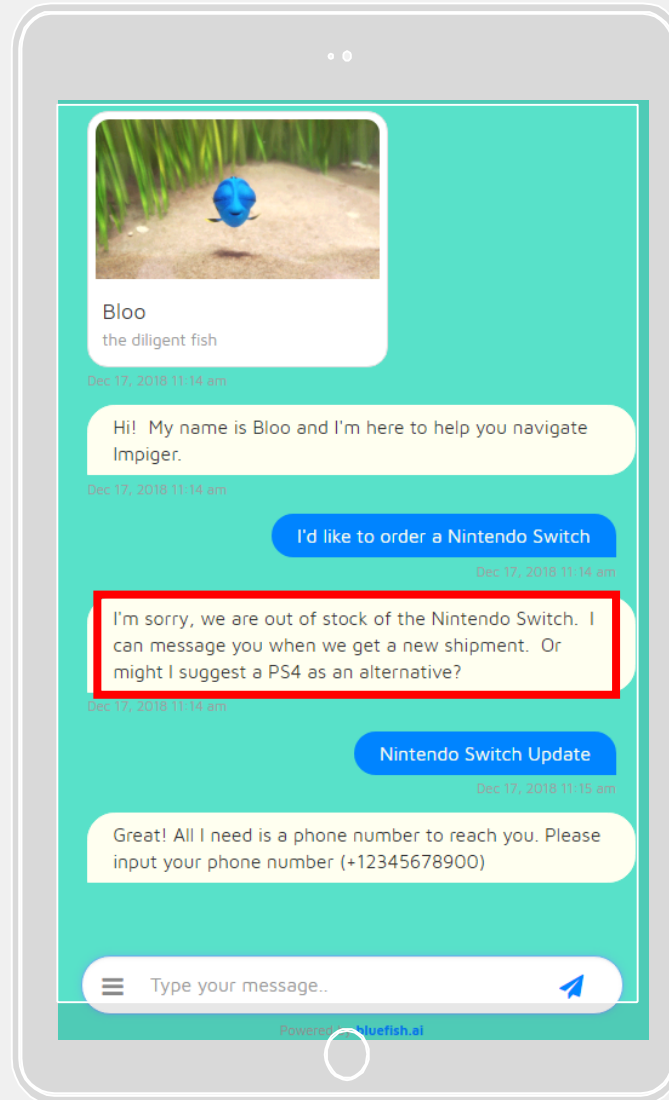 Bloo
the diligent fish
Dec 17, 2018 11:14 am
Hi!  My name is Bloo and I'm here to help you navigate
Impiger.
Dec 17, 2018 11:14 am
I'd like to order a Nintendo Switch
Dec 17, 2018 11:14 am
I'm sorry, we are out of stock of the Nintendo Switch.  I
can message you when we get a new shipment.  Or
might I suggest a PS4 as an alternative?
Dec 17, 2018 11:14 am
Nintendo Switch Update
Dec 17, 2018 11:15 am
Great! All I need is a phone number to reach you. Please
input your phone number (+12345678900)
Type your message..
Powered by bluefish.ai